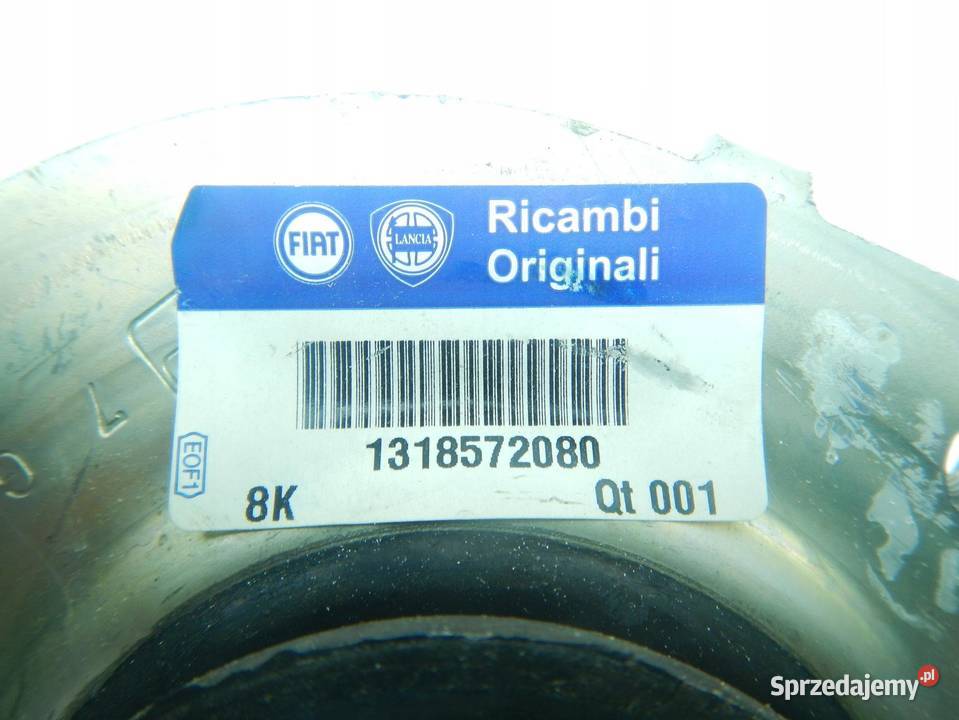 FIAT
LANCIA
Ricambi
Originali
1318572080
EOF1
8K
Qt 001
Sprzedajemy.pl